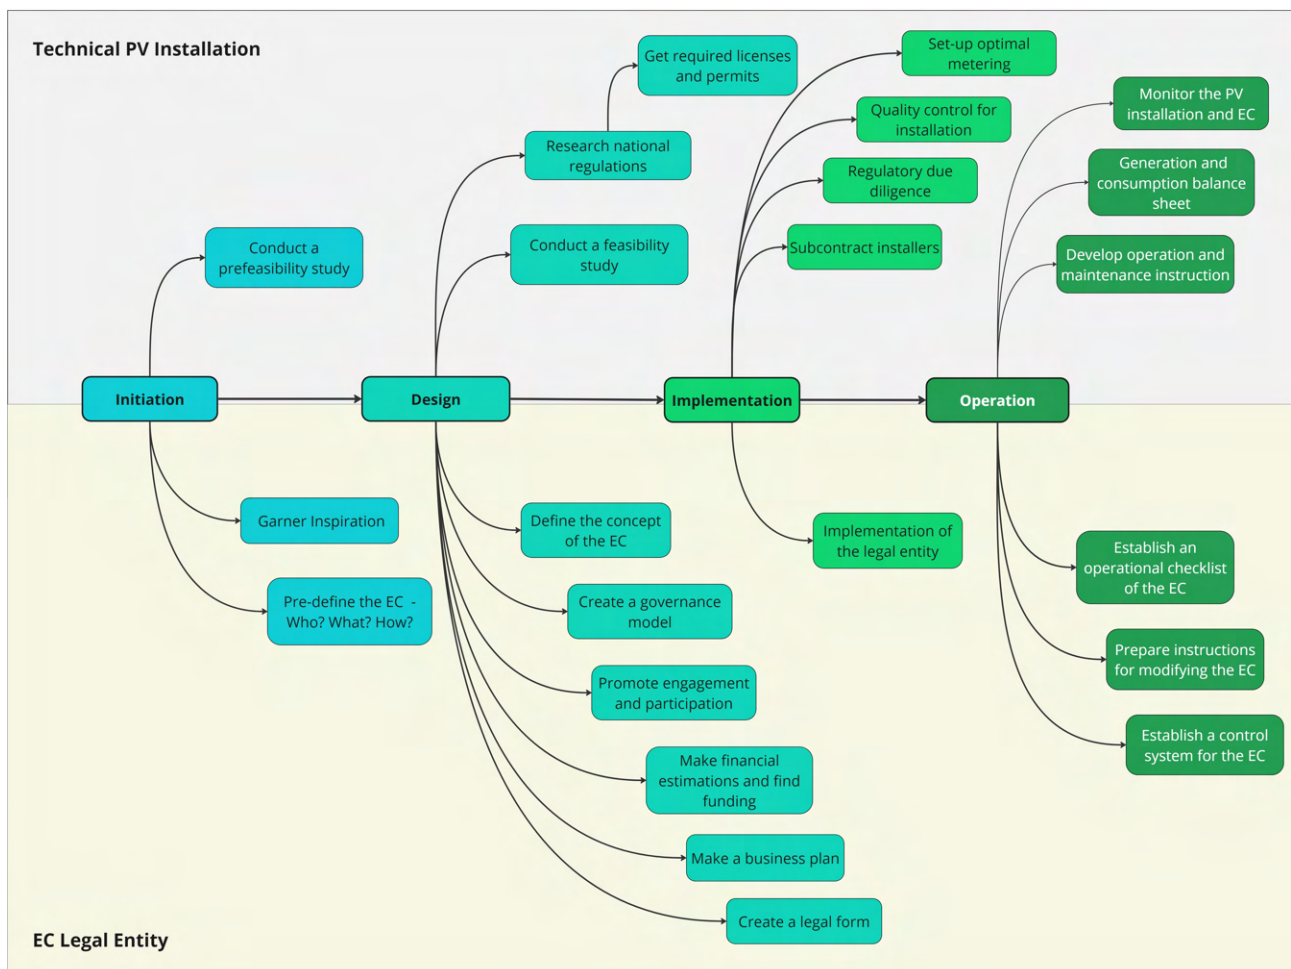 Technical PV Installation
Get required licenses
and permits
Research national
regulations
Conduct a feasibility
study
Conduct a
prefeasibility study
Set-up optimal
metering
Quality control for
installation
Regulatory due
diligence
Subcontract installers
Monitor the PV
installation and EC
Generation and
consumption balance
sheet
Develop operation and
maintenance instruction
Initiation
Design
Implementation
Operation
Garner Inspiration
Pre-define the EC -
Who? What? How?
Define the concept
of the EC
Create a governance
model
Promote engagement
and participation
Make financial
estimations and find
funding
Make a business plan
Create a legal form
Implementation of
the legal entity
Establish an
operational checklist
of the EC
Prepare instructions
for modifying the EC
Establish a control
system for the EC
EC Legal Entity